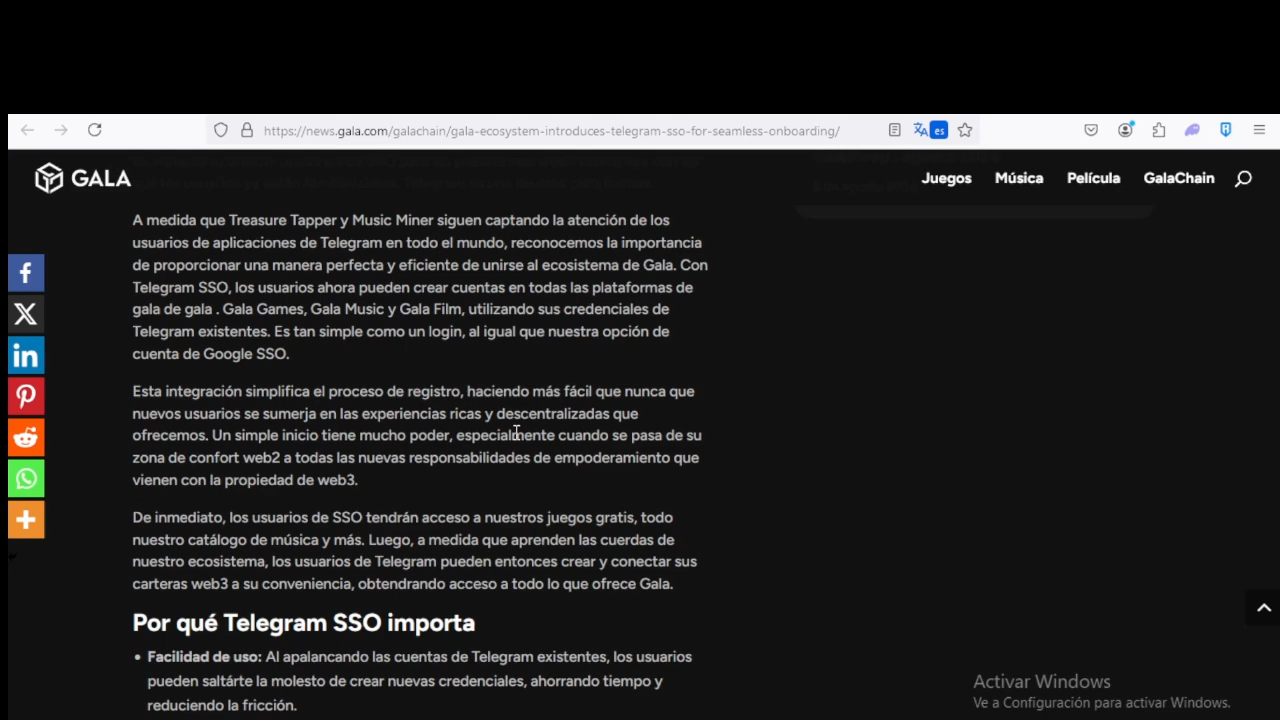 https://news.gala.com/galachain/gala-ecosystem-introduces-telegram-sso-for-seamless-onboarding/
es
GALA
Juegos
Música
Película
GalaChain
A medida que Treasure Tapper y Music Miner siguen captando la atención de los
usuarios de aplicaciones de Telegram en todo el mundo, reconocemos la importancia
de proporcionar una manera perfecta y eficiente de unirse al ecosistema de Gala. Con
Telegram SSO, los usuarios ahora pueden crear cuentas en todas las plataformas de
gala de gala . Gala Games, Gala Music y Gala Film, utilizando sus credenciales de
Telegram existentes. Es tan simple como un login, al igual que nuestra opción de
cuenta de Google SSO.
Esta integración simplifica el proceso de registro, haciendo más fácil que nunca que
nuevos usuarios se sumerja en las experiencias ricas y descentralizadas que
ofrecemos. Un simple inicio tiene mucho poder, especialmente cuando se pasa de su
zona de confort web2 a todas las nuevas responsabilidades de empoderamiento que
vienen con la propiedad de web3.
De inmediato, los usuarios de SSO tendrán acceso a nuestros juegos gratis, todo
nuestro catálogo de música y más. Luego, a medida que aprenden las cuerdas de
nuestro ecosistema, los usuarios de Telegram pueden entonces crear y conectar sus
carteras web3 a su conveniencia, obtendrando acceso a todo lo que ofrece Gala.
Por qué Telegram SSO importa
• Facilidad de uso: Al apalancando las cuentas de Telegram existentes, los usuarios
pueden saltárte la molesto de crear nuevas credenciales, ahorrando tiempo y
reduciendo la fricción.
Activar Windows
Ve a Configuración para activar Windows.